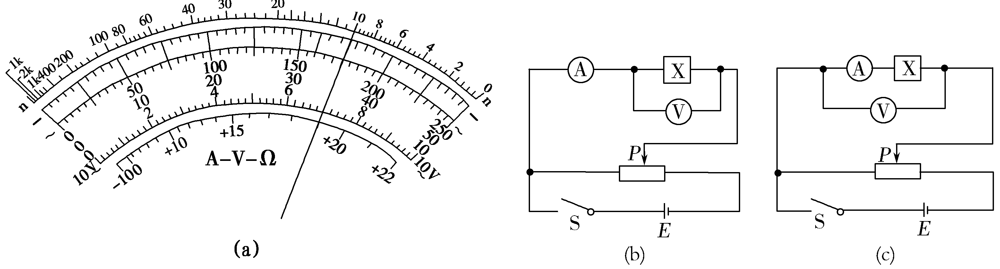 40 30 20
60 10
80 8
100 6
200 4
400 2
1k 0
2k
1k
n n
100 150
50 200
20 30
10 40
4 6
2 8
0 250
0 50
0 10
10V 10V
~ ~
− −
+15
+10 +20
−100 +22
A−V−Ω
(a)
A X
V
P
S E
(b)
A X
V
P
S E
(c)